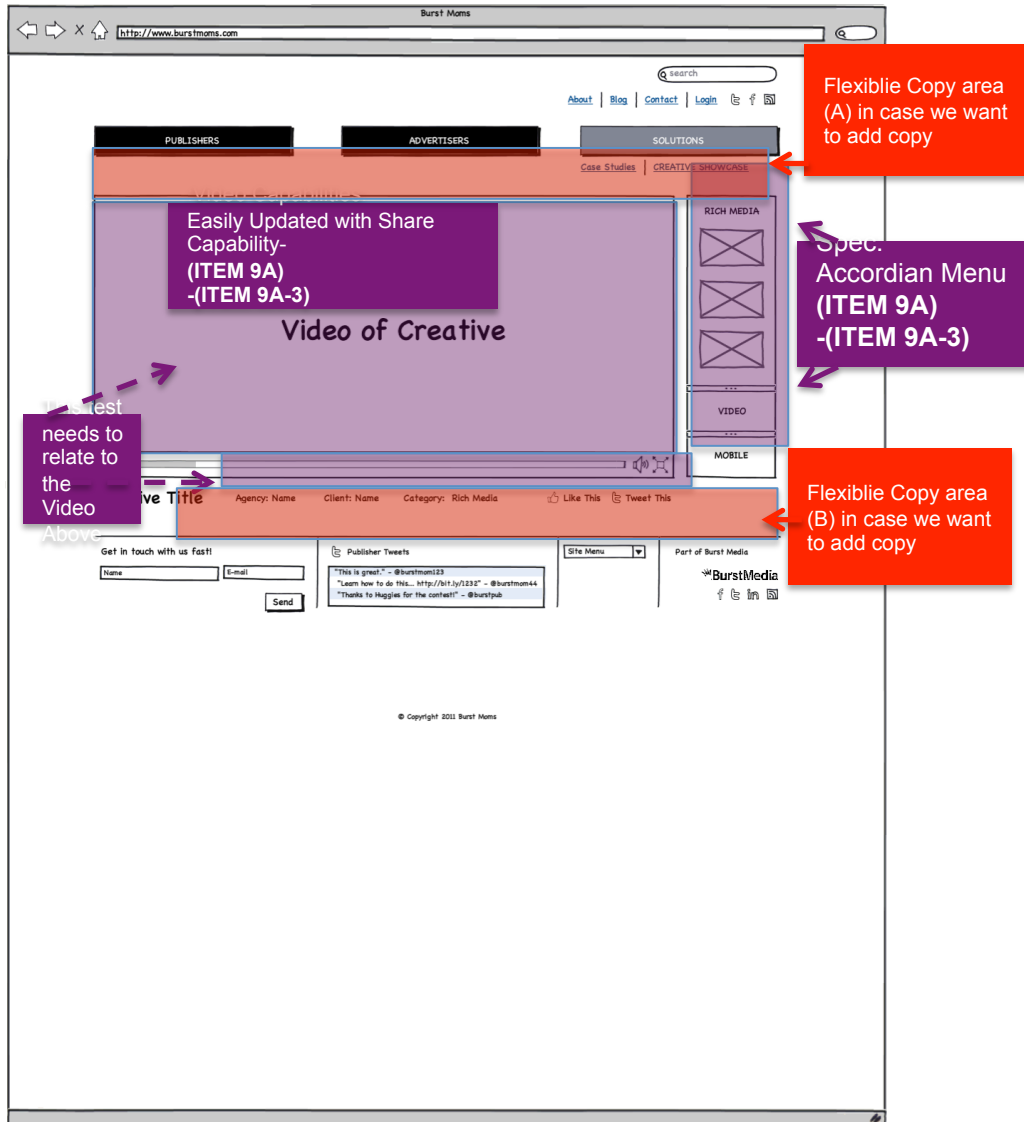 Burst Moms
http://www.burstmoms.com
search
About | Blog | Contact | Login
Flexiblie Copy area
(A) in case we want
to add copy
PUBLISHERS
ADVERTISERS
SOLUTIONS
Case Studies | CREATIVE SHOWCASE
Video Capabilities
Easily Updated with Share
Capability-
(ITEM 9A)
-(ITEM 9A-3)
RICH MEDIA
Spec:
Accordian Menu
(ITEM 9A)
-(ITEM 9A-3)
Video of Creative
needs to
relate to
the
Video
Above
VIDEO
MOBILE
Title
Agency: Name
Client: Name
Category: Rich Media
Like This
Tweet This
Flexiblie Copy area
(B) in case we want
to add copy
Get in touch with us fast!
Name
E-mail
Send
Publisher Tweets
"This is great." - @burstmom123
"Learn how to do this... http://bit.ly/1232" - @burstmom44
"Thanks to Huggies for the contest!" - @burstpub
Site Menu
Part of Burst Media
BurstMedia
© Copyright 2011 Burst Moms